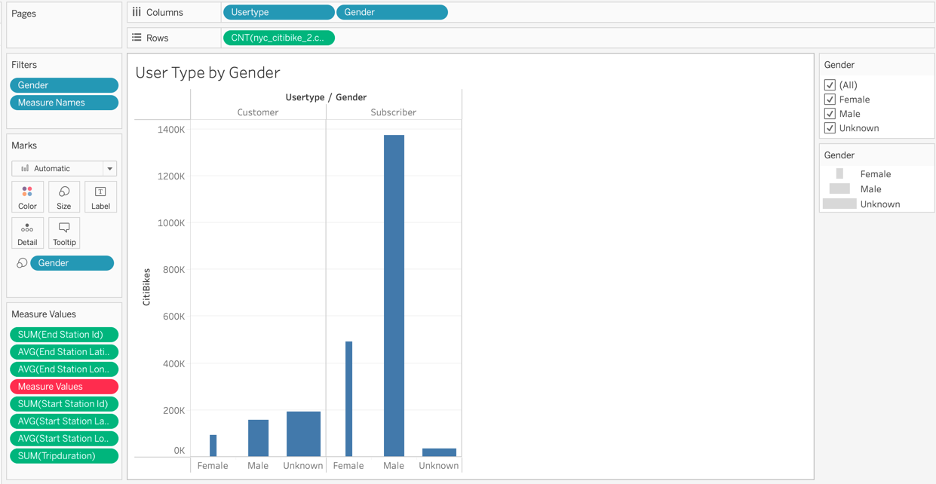 Pages
Columns
Usertype
Gender
Rows
CNT(nyc_citibike_2.c..
Filters
Gender
Measure Names
Marks
Automatic
Color
Size
Label
Detail
Tooltip
Gender
Measure Values
SUM(End Station Id)
AVG(End Station Lati..
AVG(End Station Lon..
Measure Values
SUM(Start Station Id)
AVG(Start Station La..
AVG(Start Station Lo..
SUM(Tripduration)
User Type by Gender
Usertype / Gender
Customer
Subscriber
CitiBikes
1400K
1200K
1000K
800K
600K
400K
200K
0K
Female
Male
Unknown
Female
Male
Unknown
Gender
(All)
Female
Male
Unknown
Gender
Female
Male
Unknown